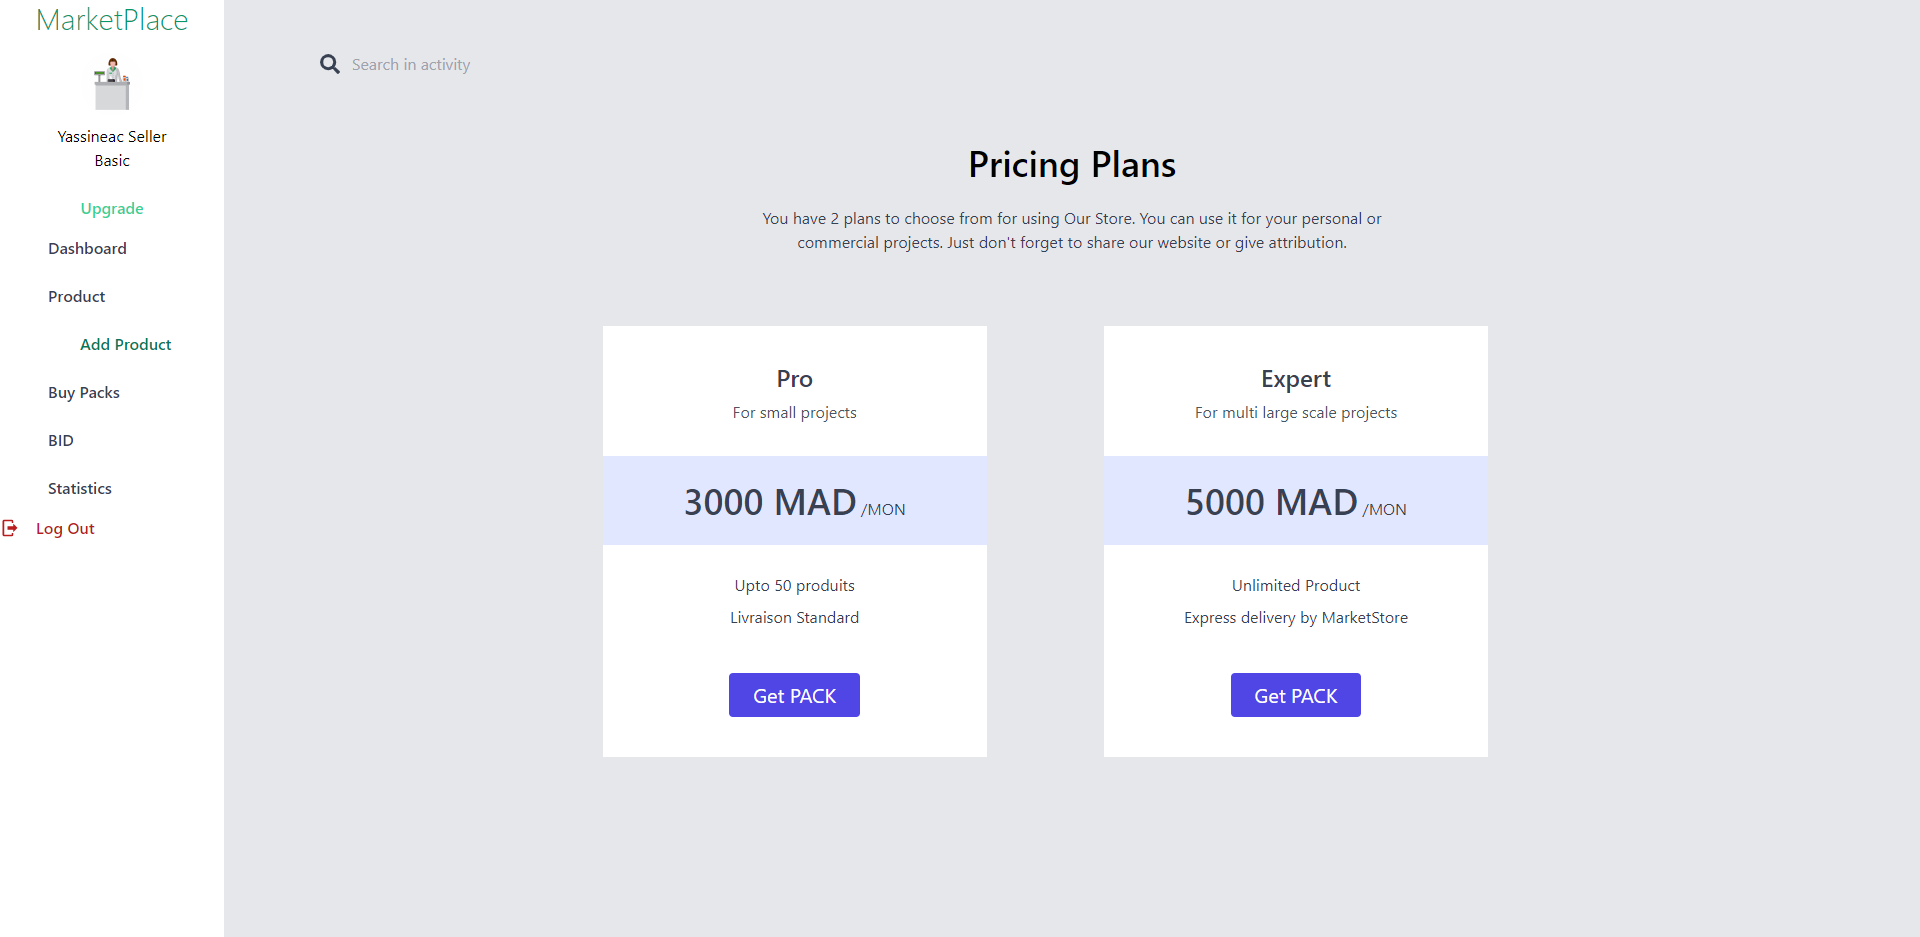 MarketPlace
Yassineac Seller
Basic
Upgrade
Dashboard
Product
Add Product
Buy Packs
BID
Statistics
Log Out
Search in activity
Pricing Plans
You have 2 plans to choose from for using Our Store. You can use it for your personal or
commercial projects. Just don't forget to share our website or give attribution.
Pro
For small projects
3000 MAD /MON
Upto 50 produits
Livraison Standard
Get PACK
Expert
For multi large scale projects
5000 MAD /MON
Unlimited Product
Express delivery by MarketStore
Get PACK